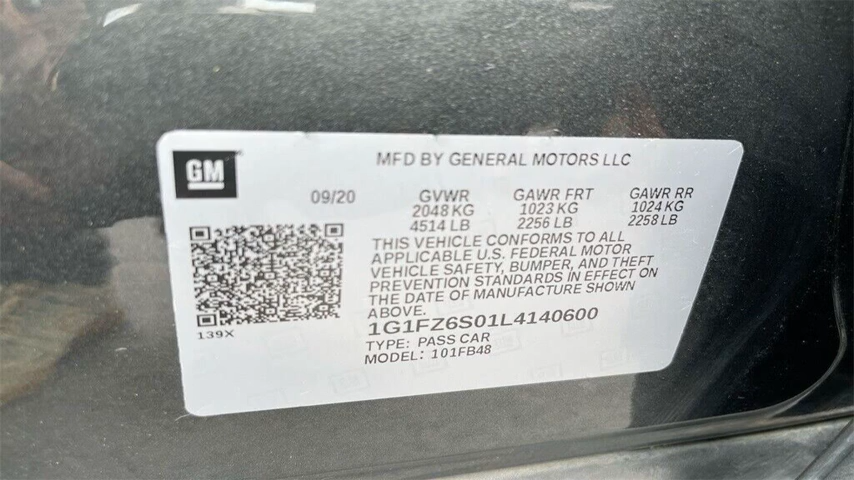 GM
MFD BY GENERAL MOTORS LLC
09/20 GVWR GAWR FRT GAWR RR
2048 KG 1023 KG 1024 KG
4514 LB 2256 LB 2258 LB
THIS VEHICLE CONFORMS TO ALL
APPLICABLE U.S. FEDERAL MOTOR
VEHICLE SAFETY, BUMPER, AND THEFT
PREVENTION STANDARDS IN EFFECT ON
THE DATE OF MANUFACTURE SHOWN
ABOVE.
1G1FZ6S01L4140600
139X
TYPE: PASS CAR
MODEL: 101FB48